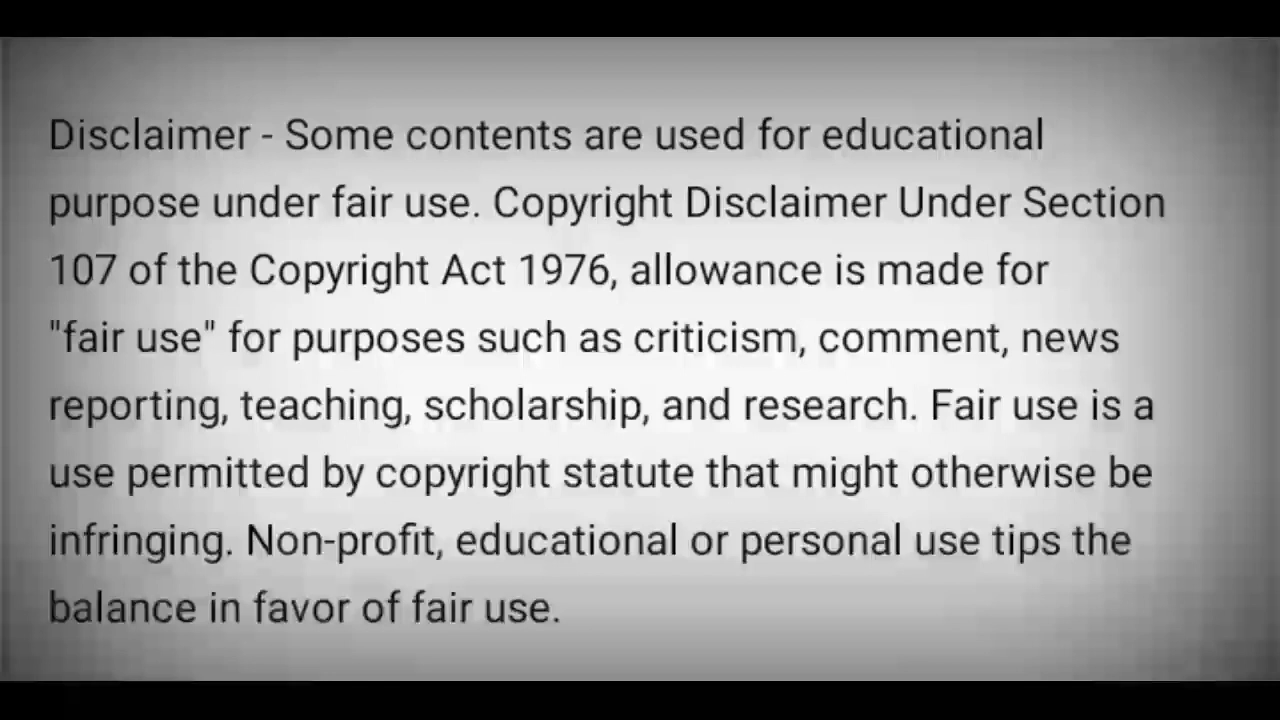 Disclaimer - Some contents are used for educational
purpose under fair use. Copyright Disclaimer Under Section
107 of the Copyright Act 1976, allowance is made for
"fair use" for purposes such as criticism, comment, news
reporting, teaching, scholarship, and research. Fair use is a
use permitted by copyright statute that might otherwise be
infringing. Non-profit, educational or personal use tips the
balance in favor of fair use.